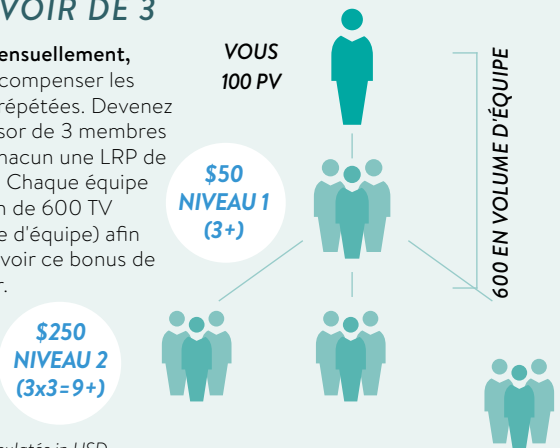 VOIR DE 3
ensuellement,
compenser les
répétées. Devenez
sor de 3 membres
hacun une LRP de
. Chaque équipe
n de 600 TV
e d'équipe) afin
voir ce bonus de
r.
VOUS
100 PV
$50
NIVEAU 1
(3+)
600 EN VOLUME D'ÉQUIPE
$250
NIVEAU 2
(3x3=9+)